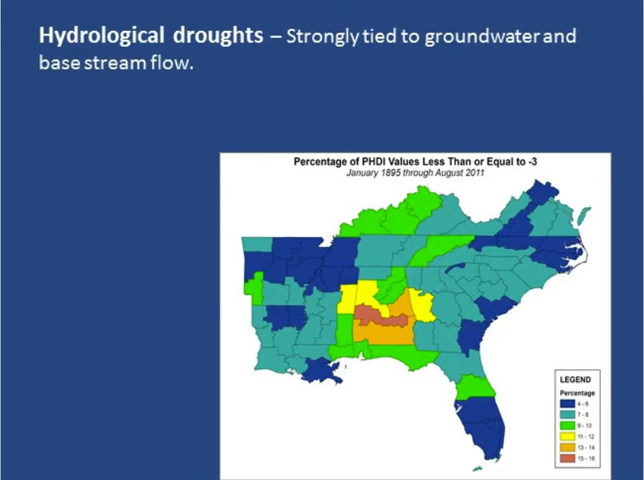 Hydrological droughts – Strongly tied to groundwater and
base stream flow.
Percentage of PHDI Values Less Than or Equal to -3
January 1895 through August 2011
LEGEND
Percentage
4 - 6
7 - 8
9 - 10
11 - 12
13 - 14
15 - 16